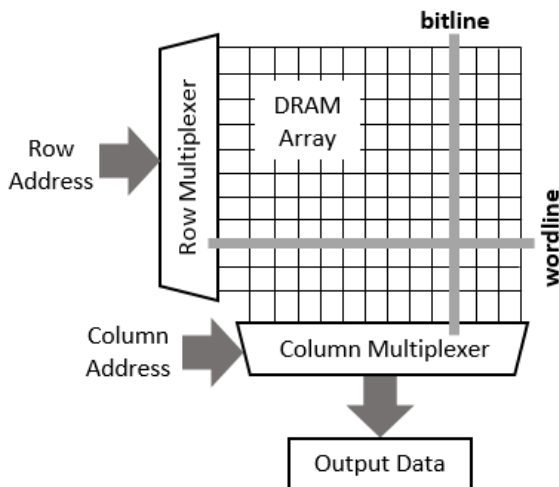 bitline
DRAM
Array
Row
Address
Row Multiplexer
wordline
Column
Address
Column Multiplexer
Output Data